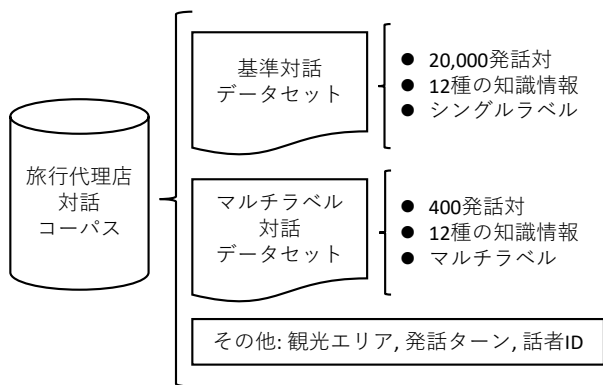 旅行代理店
対話
コーパス
基準対話
データセット
● 20,000発話対
● 12種の知識情報
● シングルラベル
マルチラベル
対話
データセット
● 400発話対
● 12種の知識情報
● マルチラベル
その他: 観光エリア, 発話ターン, 話者ID